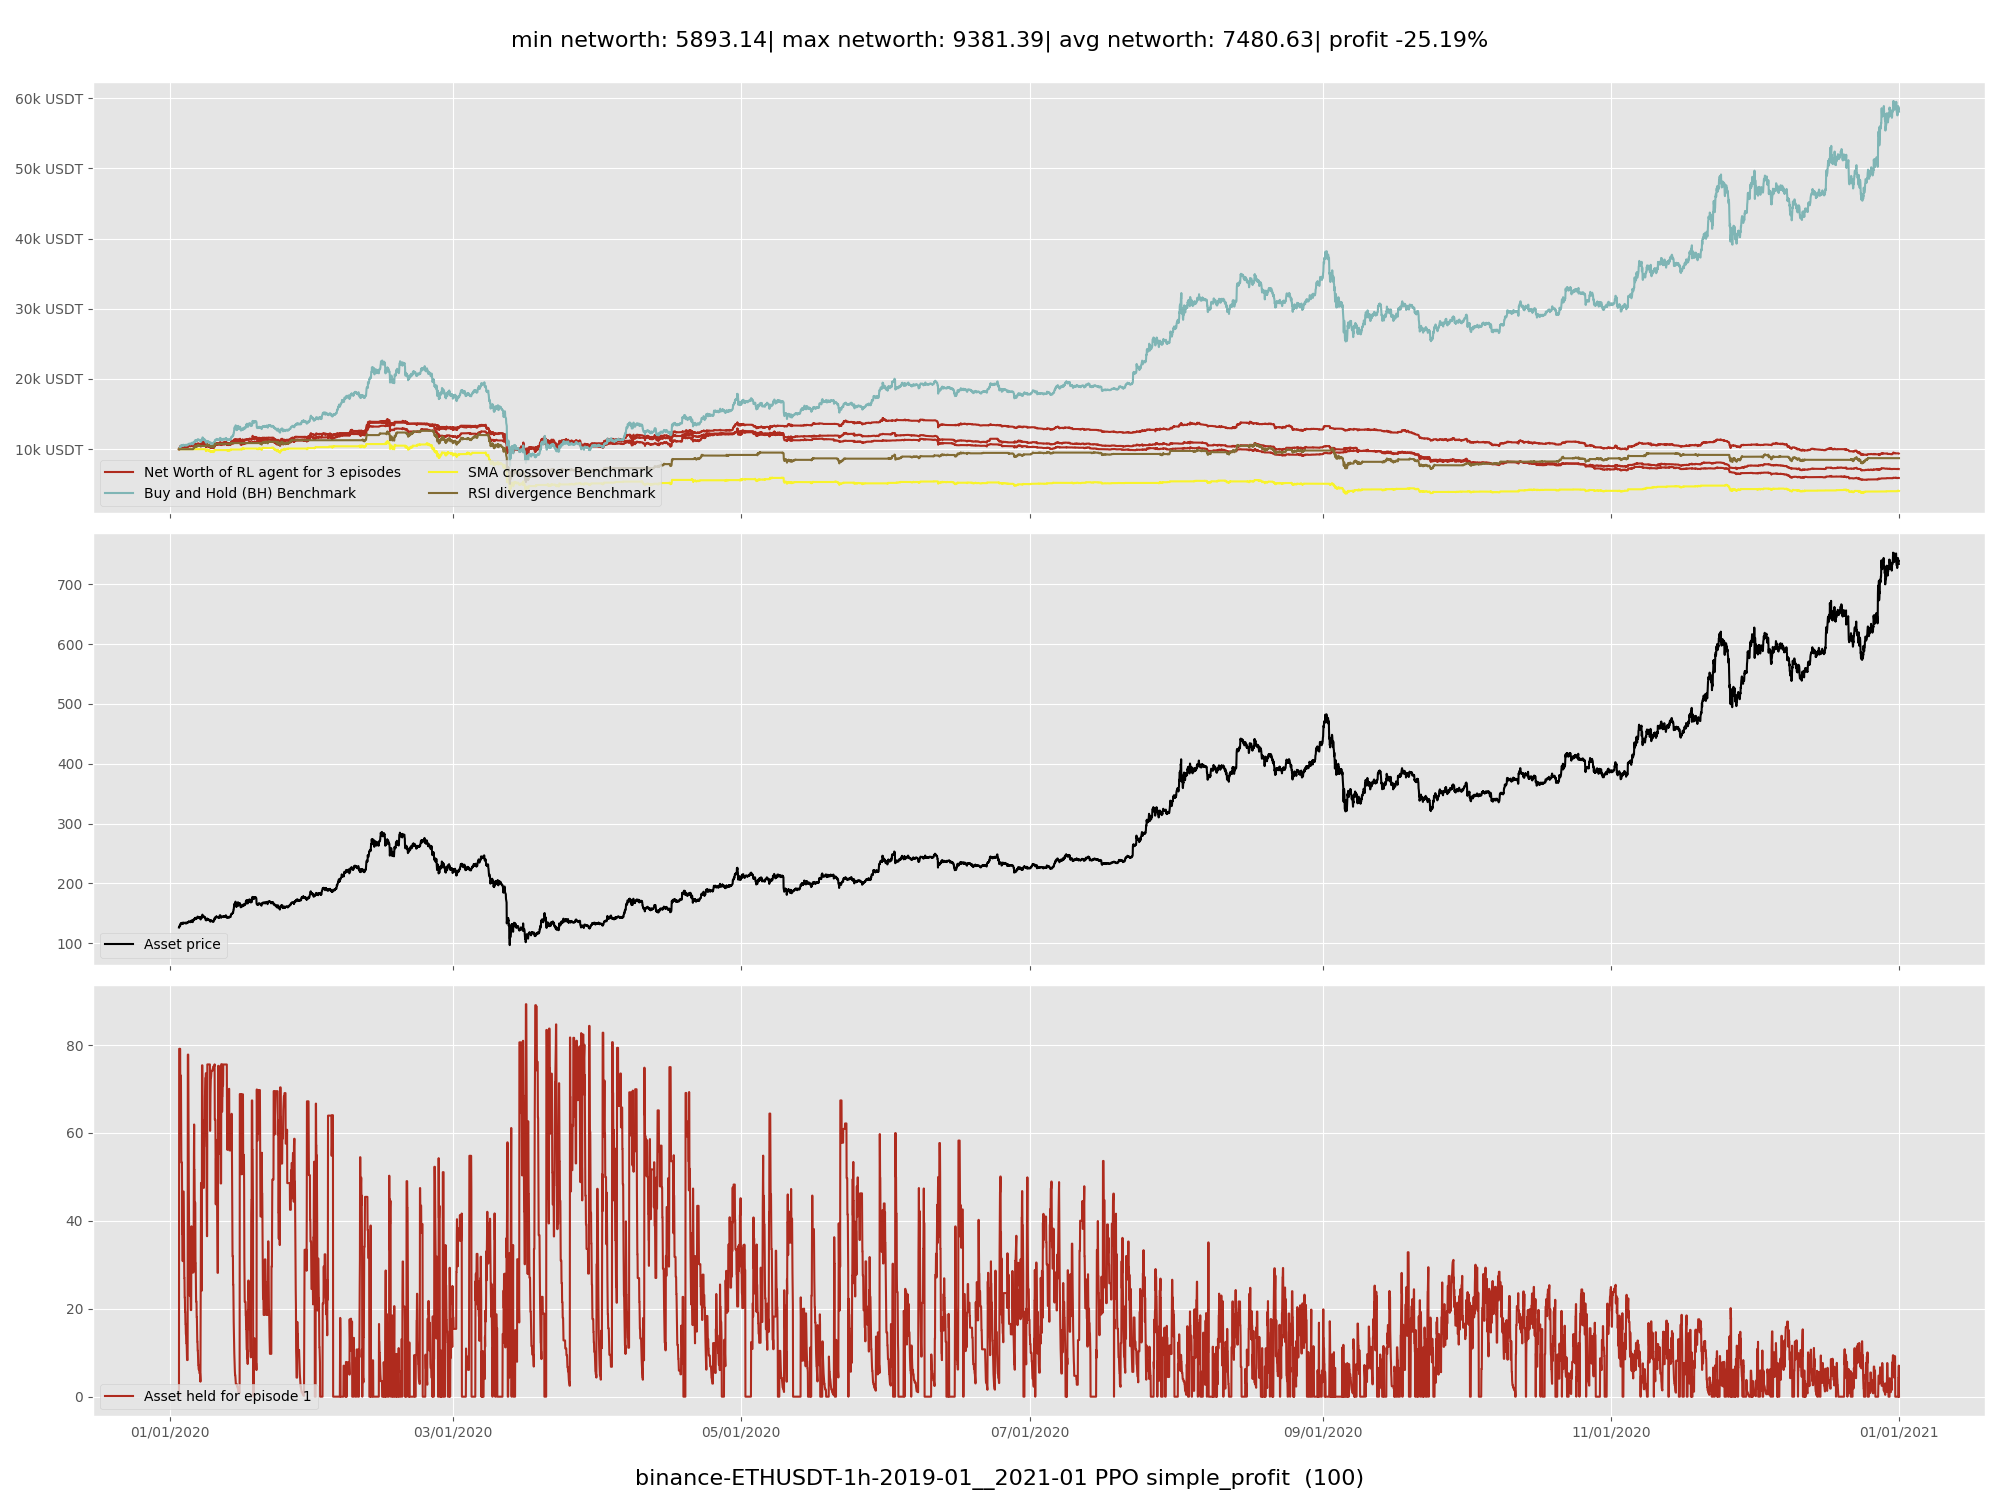 min networth: 5893.14| max networth: 9381.39| avg networth: 7480.63| profit -25.19%
60k USDT
50k USDT
40k USDT
30k USDT
20k USDT
10k USDT
Net Worth of RL agent for 3 episodes
Buy and Hold (BH) Benchmark
SMA crossover Benchmark
RSI divergence Benchmark
700
600
500
400
300
200
100
Asset price
80
60
40
20
0
Asset held for episode 1
01/01/2020 03/01/2020 05/01/2020 07/01/2020 09/01/2020 11/01/2020 01/01/2021
binance-ETHUSDT-1h-2019-01__2021-01 PPO simple_profit (100)